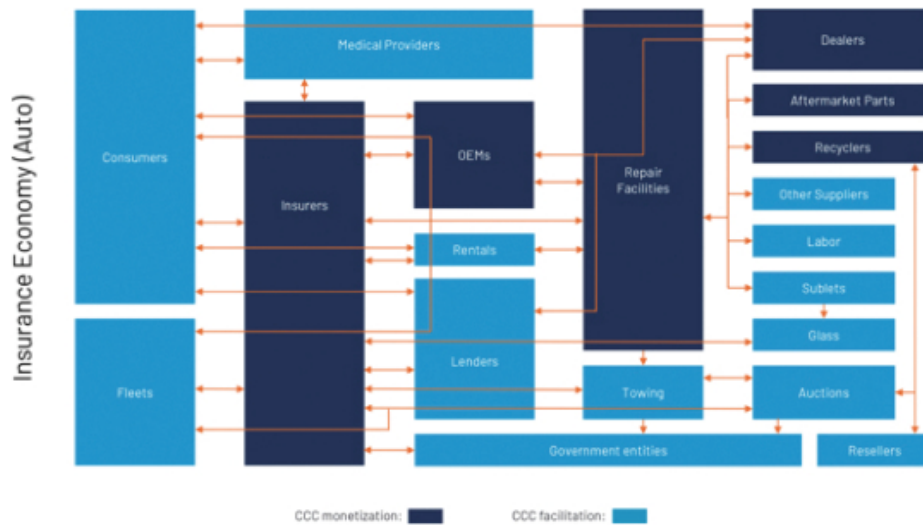 Insurance Economy (Auto)
Consumers
Medical Providers
Dealers
Aftermarket Parts
OEMs
Recyclers
Insurers
Repair
Facilities
Other Suppliers
Labor
Rentals
Sublets
Glass
Fleets
Lenders
Towing
Auctions
Government entities
Resellers
CCC monetization:
CCC facilitation: